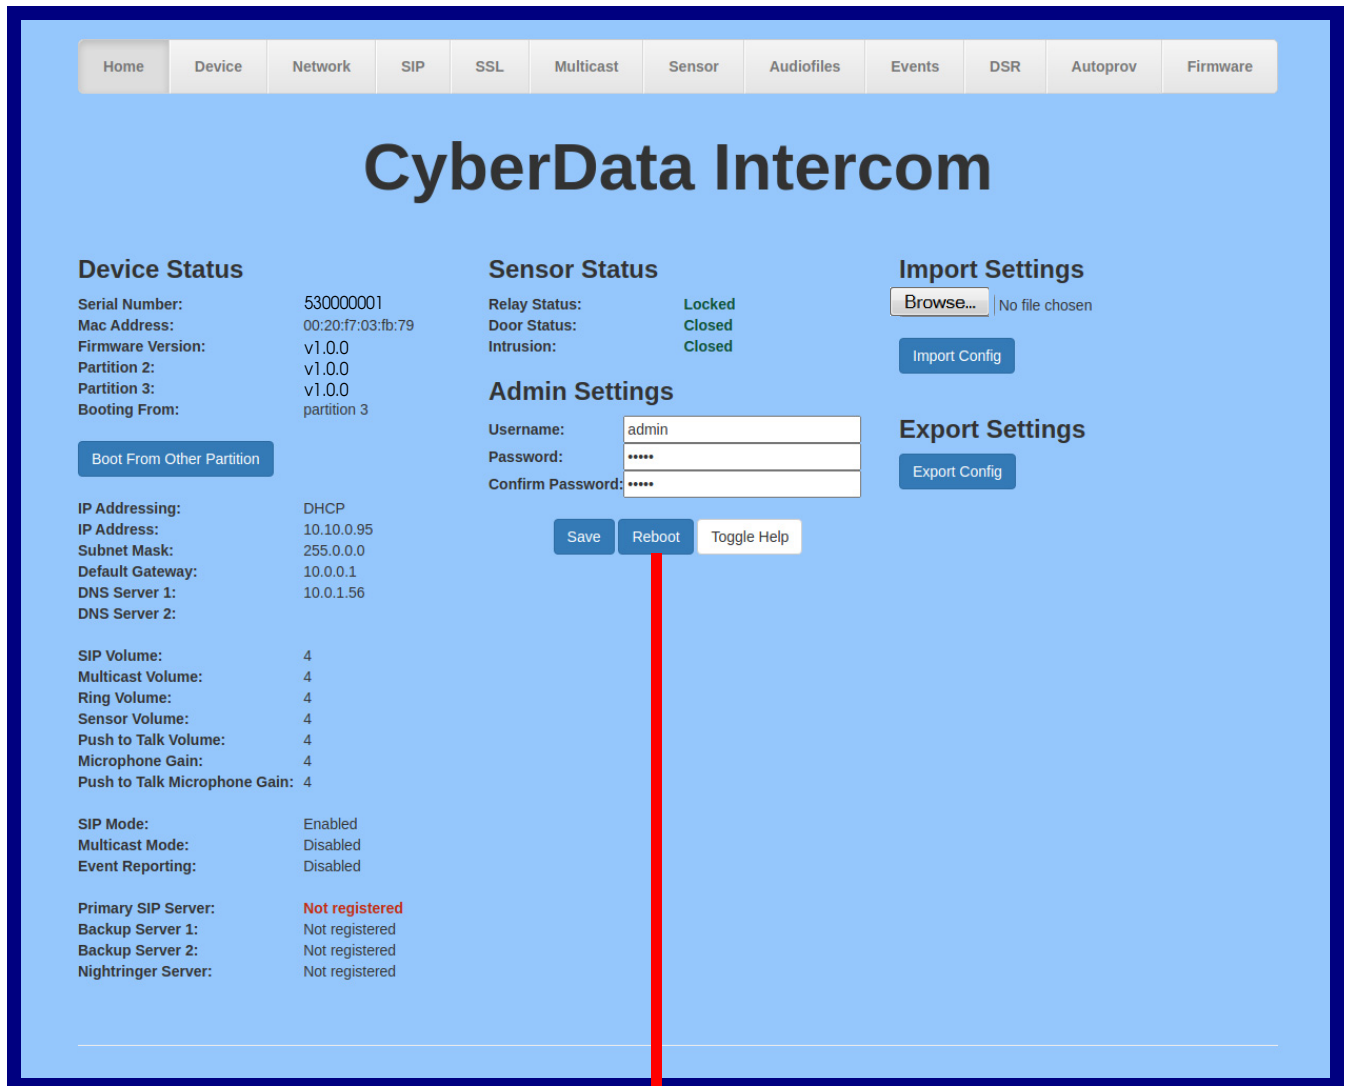 Home Device Network SIP SSL Multicast Sensor Audiofiles Events DSR Autoprov Firmware
CyberData Intercom
Device Status
Serial Number: 530000001
Mac Address: 00:20:f7:03:fb:79
Firmware Version: v1.0.0
Partition 2: v1.0.0
Partition 3: v1.0.0
Booting From: partition 3
Boot From Other Partition
IP Addressing: DHCP
IP Address: 10.10.0.95
Subnet Mask: 255.0.0.0
Default Gateway: 10.0.0.1
DNS Server 1: 10.0.1.56
DNS Server 2:
SIP Volume: 4
Multicast Volume: 4
Ring Volume: 4
Sensor Volume: 4
Push to Talk Volume: 4
Microphone Gain: 4
Push to Talk Microphone Gain: 4
SIP Mode: Enabled
Multicast Mode: Disabled
Event Reporting: Disabled
Primary SIP Server: Not registered
Backup Server 1: Not registered
Backup Server 2: Not registered
Nightringer Server: Not registered
Sensor Status
Relay Status: Locked
Door Status: Closed
Intrusion: Closed
Admin Settings
Username: admin
Password: •••••
Confirm Password: •••••
Save Reboot Toggle Help
Import Settings
Browse... No file chosen
Import Config
Export Settings
Export Config